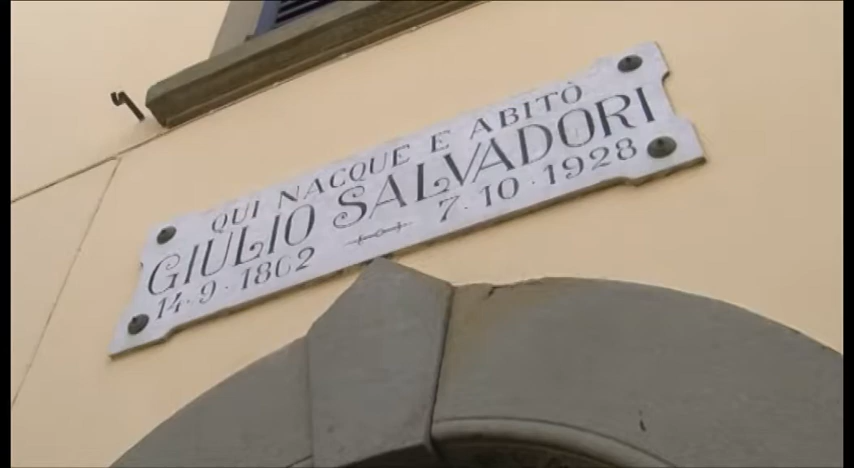 QUI NACQUE E ABITÒ
GIULIO SALVADORI
14·9·1862 7·10·1928